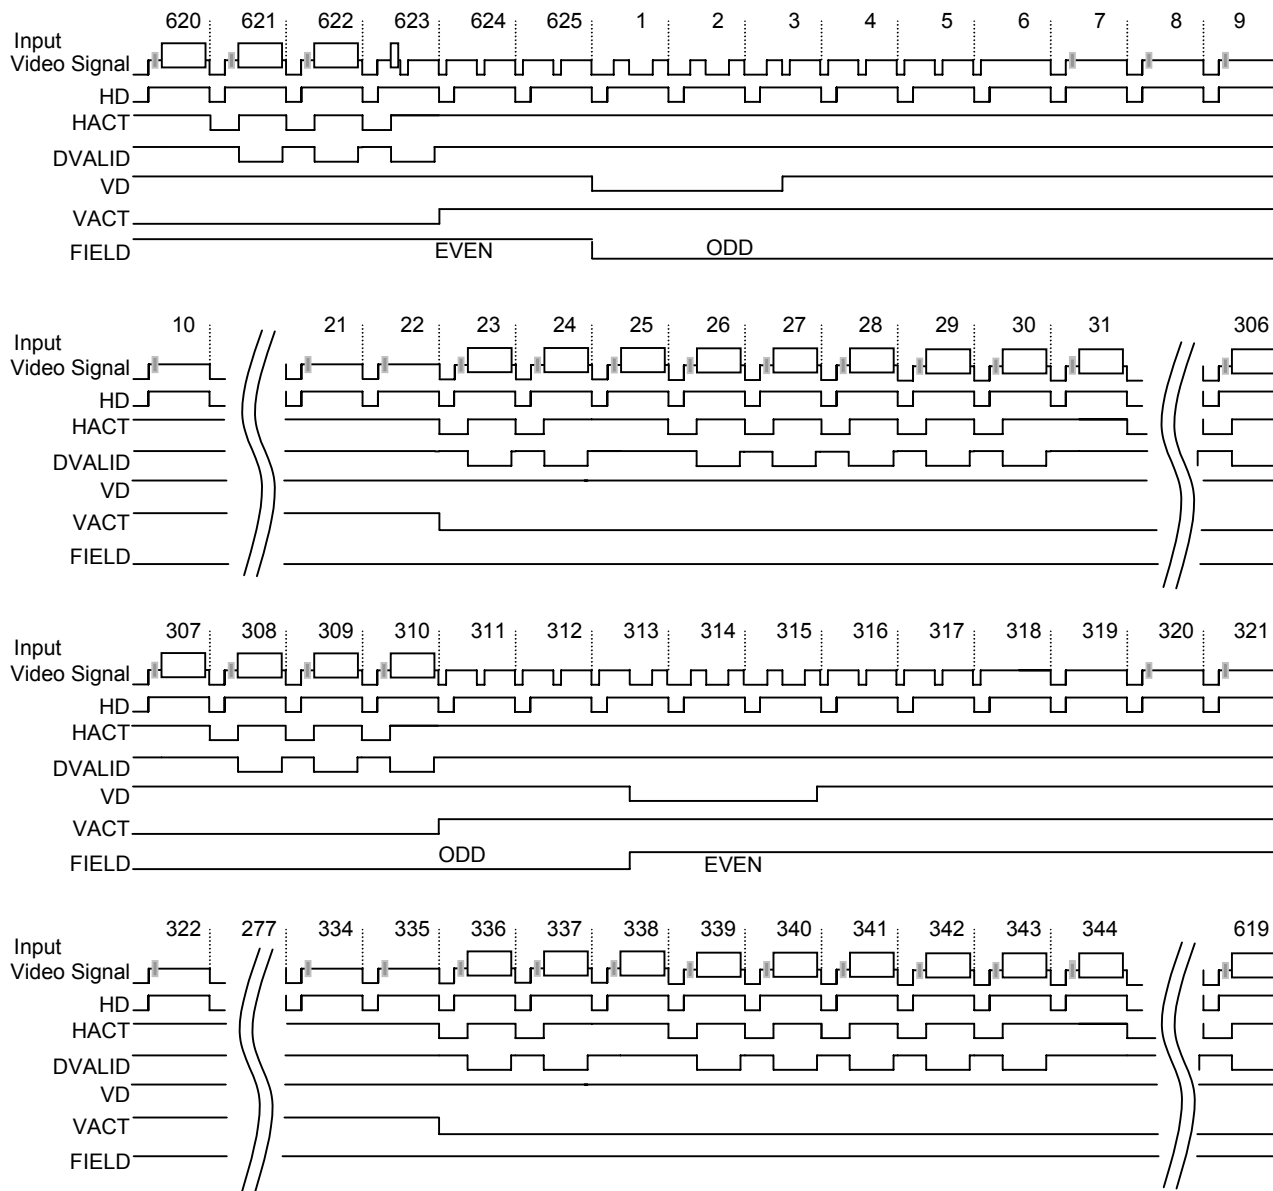 620 621 622 623 624 625 1 2 3 4 5 6 7 8 9
Input
Video Signal
HD
HACT
DVALID
VD
VACT
FIELD
EVEN ODD
10 21 22 23 24 25 26 27 28 29 30 31 306
Input
Video Signal
HD
HACT
DVALID
VD
VACT
FIELD
307 308 309 310 311 312 313 314 315 316 317 318 319 320 321
Input
Video Signal
HD
HACT
DVALID
VD
VACT
FIELD
ODD EVEN
322 277 334 335 336 337 338 339 340 341 342 343 344 619
Input
Video Signal
HD
HACT
DVALID
VD
VACT
FIELD